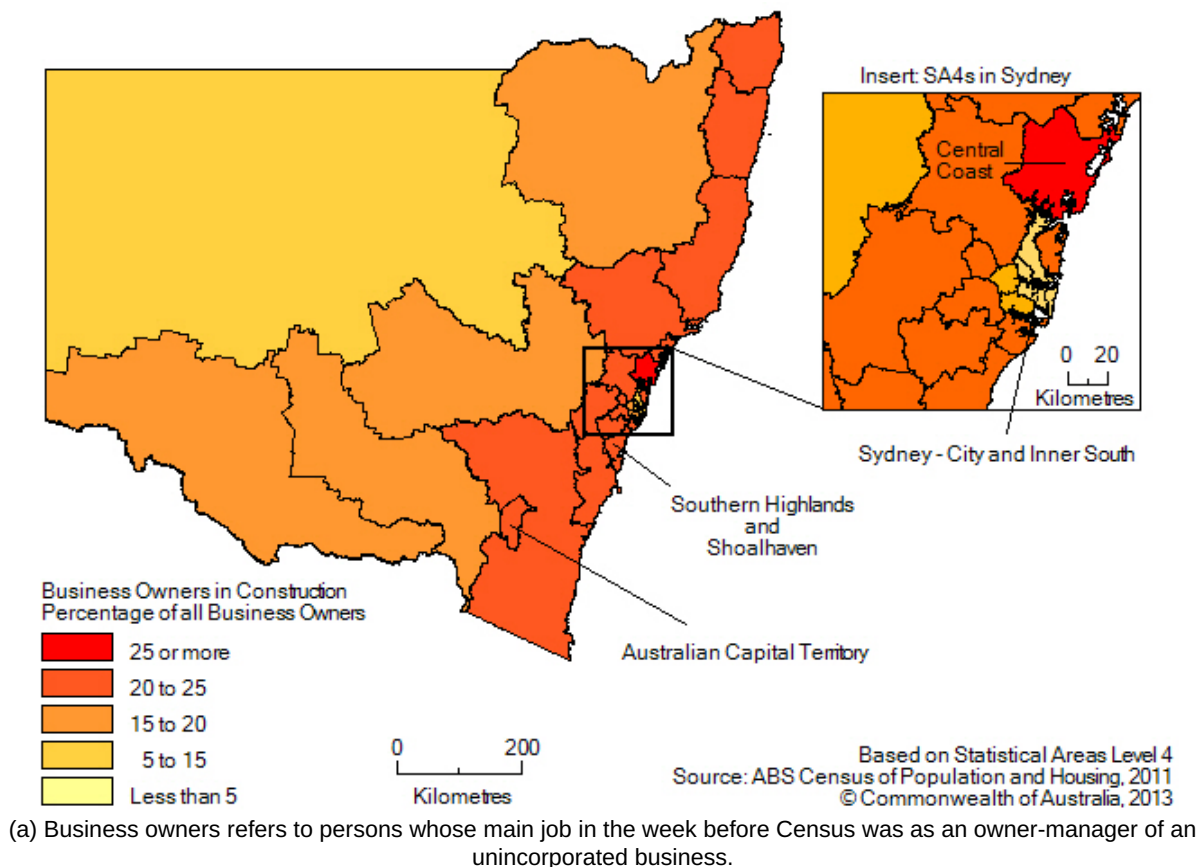 Insert: SA4s in Sydney
Central
Coast
0 20
Kilometres
Sydney - City and Inner South
Southern Highlands
and
Shoalhaven
Australian Capital Territory
Business Owners in Construction
Percentage of all Business Owners
25 or more
20 to 25
15 to 20
5 to 15
Less than 5
0 200
Kilometres
Based on Statistical Areas Level 4
Source: ABS Census of Population and Housing, 2011
© Commonwealth of Australia, 2013
(a) Business owners refers to persons whose main job in the week before Census was as an owner-manager of an
unincorporated business.